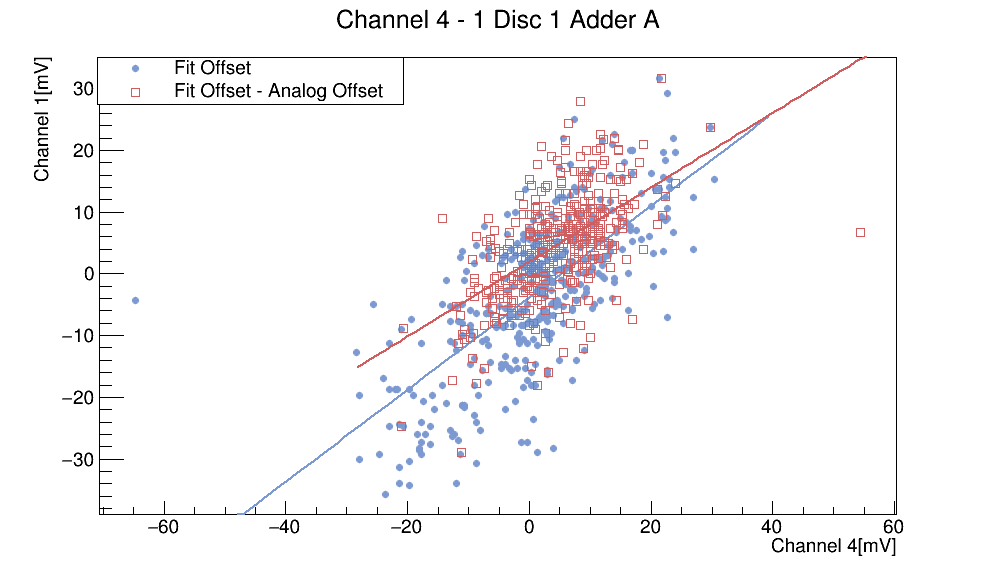 Channel 4 - 1 Disc 1 Adder A
Channel 1[mV]
Fit Offset
Fit Offset - Analog Offset
30
20
10
0
−10
−20
−30
−60 −40 −20 0 20 40 60
Channel 4[mV]